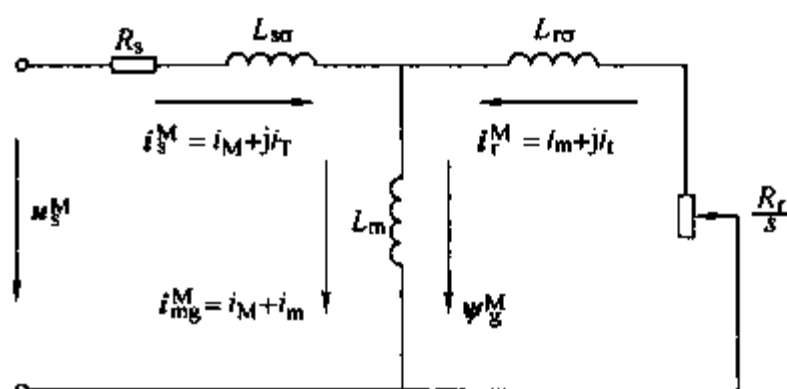 R_s
L_sσ
L_rσ
i_s^M = i_M + ji_T
i_r^M = i_m + ji_t
u_s^M
L_m
R_r/s
i_mg^M = i_M + i_m
ψ_g^M